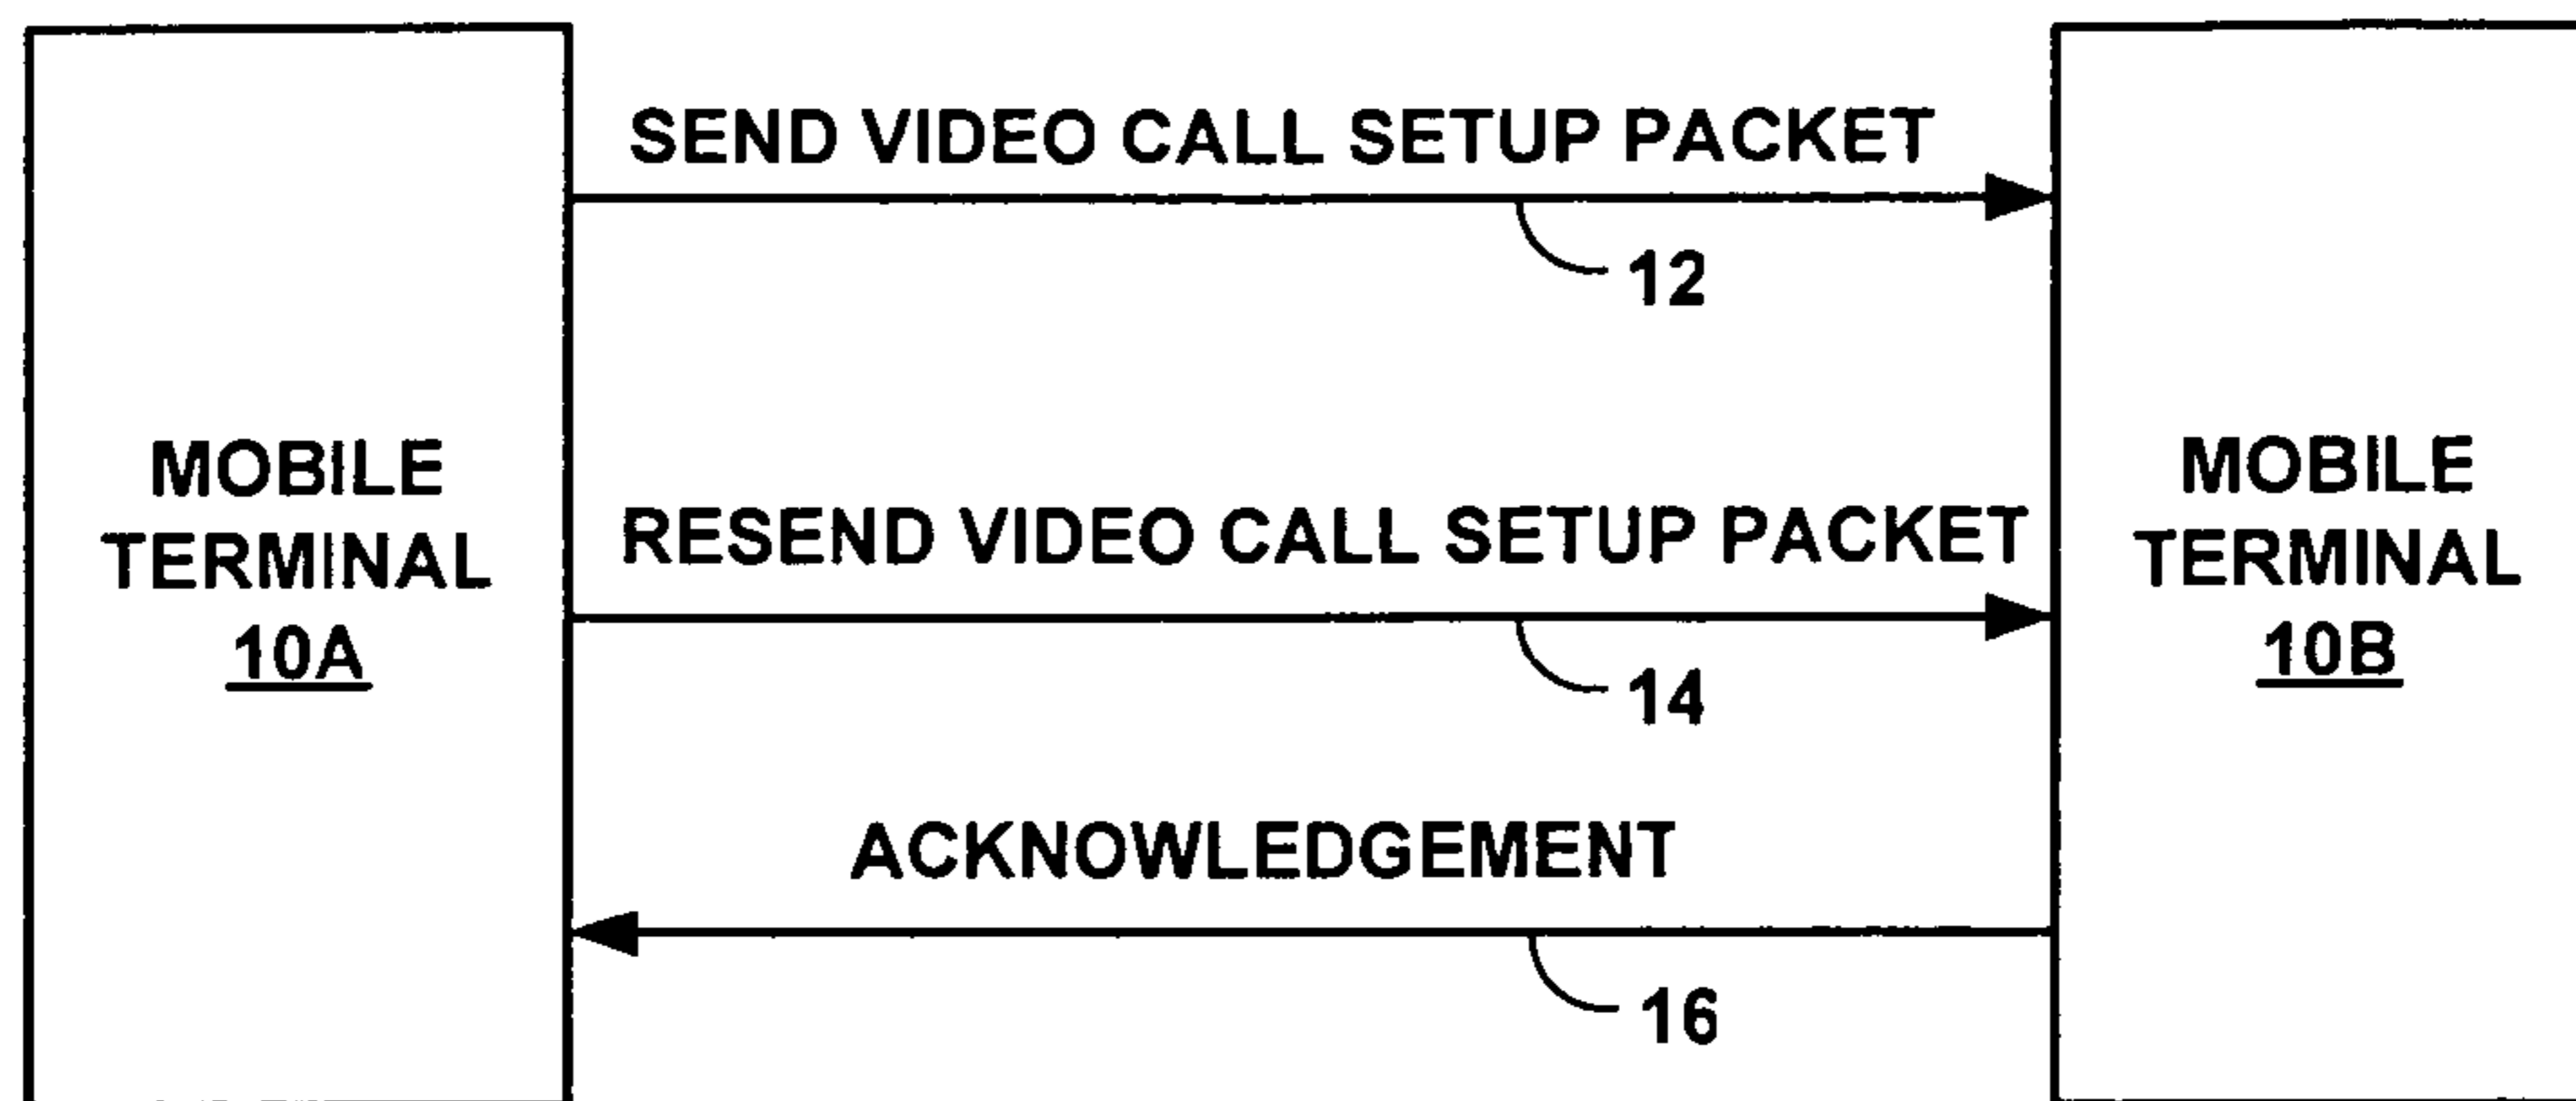 SEND VIDEO CALL SETUP PACKET
12
MOBILE
TERMINAL
10A
RESEND VIDEO CALL SETUP PACKET
14
MOBILE
TERMINAL
10B
ACKNOWLEDGEMENT
16